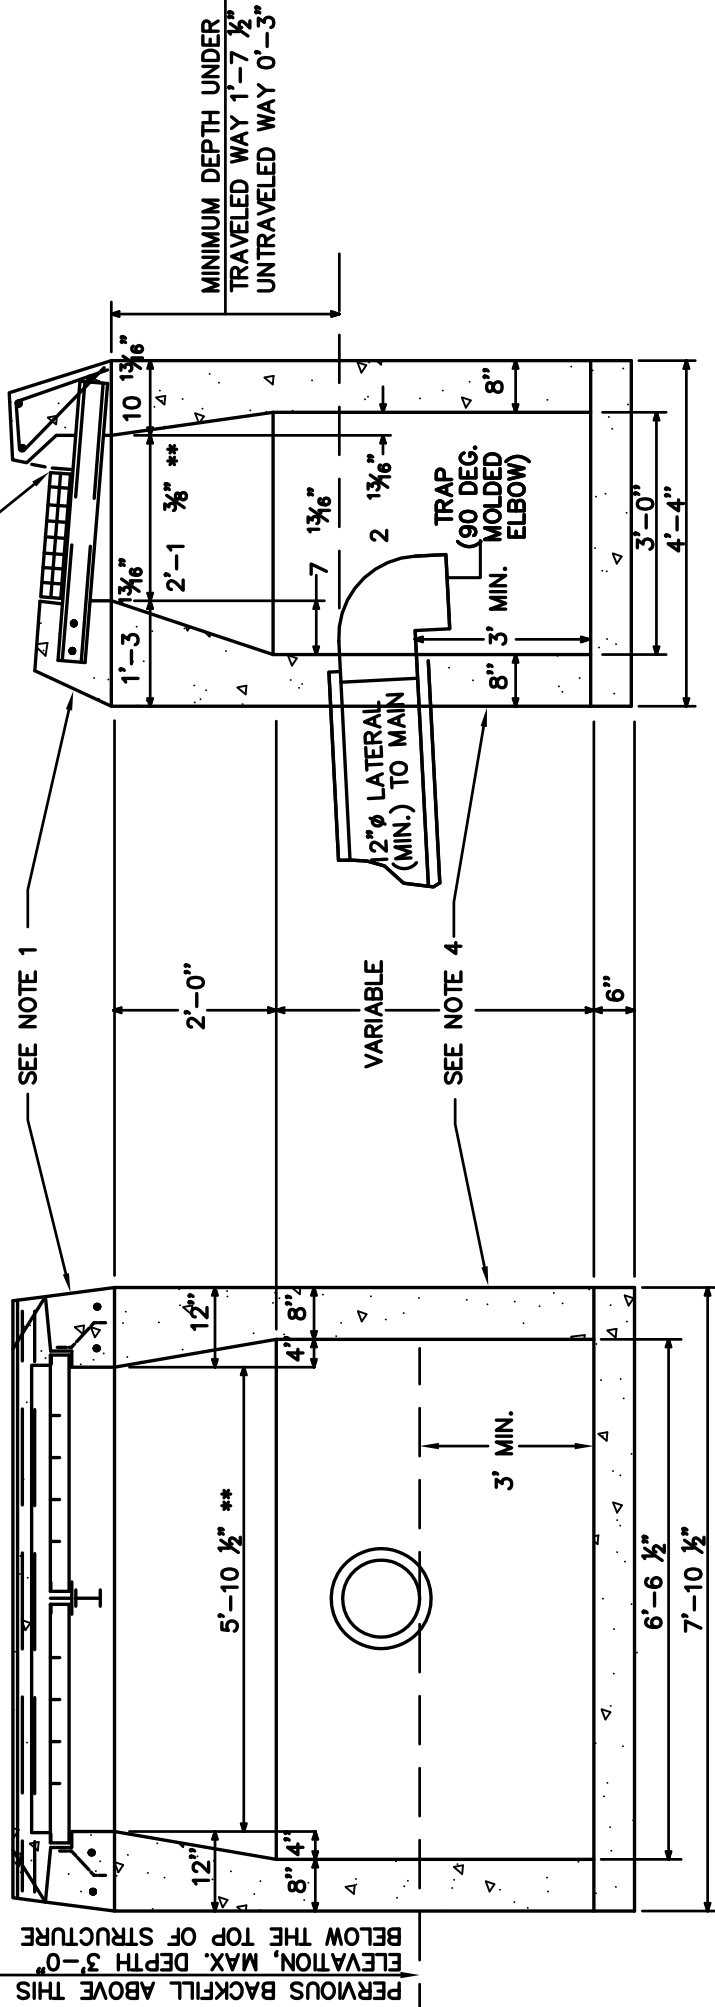 MINIMUM DEPTH UNDER
TRAVELED WAY 1'-7 ½"
UNTRAVELED WAY 0'-3"
10 13⁄16"
2'-1 ⅜" **
1'-3 13⁄16"
7 13⁄16"
2 13⁄16"
8"
TRAP
(90 DEG.
MOLDED
ELBOW)
3' MIN.
8"
3'-0"
4'-4"
12"ø LATERAL
(MIN.) TO MAIN
SEE NOTE 1
2'-0"
VARIABLE
SEE NOTE 4
6"
12"
8"
4"
5'-10 ½" **
3' MIN.
12"
4"
8"
6'-6 ½"
7'-10 ½"
PERVIOUS BACKFILL ABOVE THIS
ELEVATION, MAX. DEPTH 3'-0"
BELOW THE TOP OF STRUCTURE